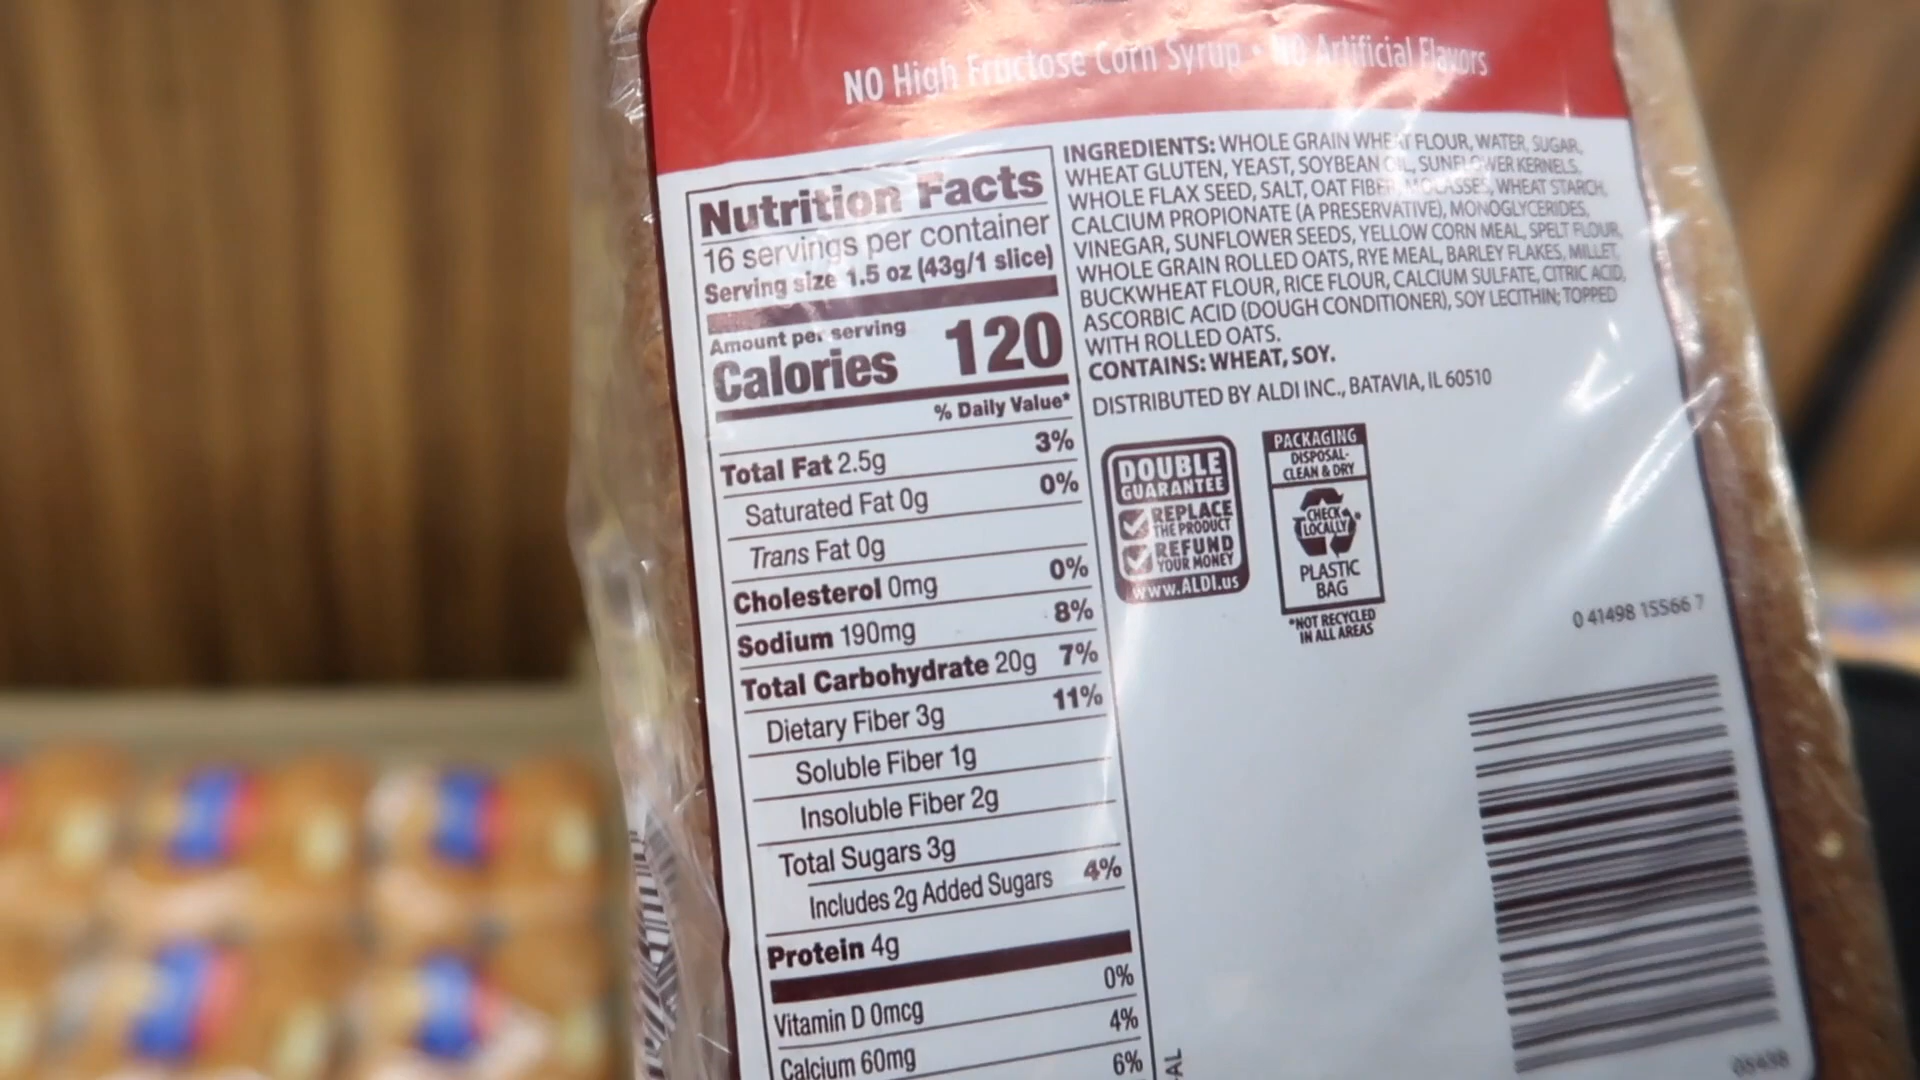 NO High Fructose Corn Syrup • NO Artificial Flavors
Nutrition Facts
16 servings per container
Serving size 1.5 oz (43g/1 slice)
Amount per serving
Calories 120
% Daily Value*
Total Fat 2.5g 3%
Saturated Fat 0g 0%
Trans Fat 0g
Cholesterol 0mg 0%
Sodium 190mg 8%
Total Carbohydrate 20g 7%
Dietary Fiber 3g 11%
Soluble Fiber 1g
Insoluble Fiber 2g
Total Sugars 3g
Includes 2g Added Sugars 4%
Protein 4g
Vitamin D 0mcg 0%
Calcium 60mg 4%
6%
INGREDIENTS: WHOLE GRAIN WHEAT FLOUR, WATER, SUGAR,
WHEAT GLUTEN, YEAST, SOYBEAN OIL, SUNFLOWER KERNELS,
WHOLE FLAX SEED, SALT, OAT FIBER, MOLASSES, WHEAT STARCH,
CALCIUM PROPIONATE (A PRESERVATIVE), MONOGLYCERIDES,
VINEGAR, SUNFLOWER SEEDS, YELLOW CORN MEAL, SPELT FLOUR,
WHOLE GRAIN ROLLED OATS, RYE MEAL, BARLEY FLAKES, MILLET,
BUCKWHEAT FLOUR, RICE FLOUR, CALCIUM SULFATE, CITRIC ACID,
ASCORBIC ACID (DOUGH CONDITIONER), SOY LECITHIN; TOPPED
WITH ROLLED OATS.
CONTAINS: WHEAT, SOY.
DISTRIBUTED BY ALDI INC., BATAVIA, IL 60510
DOUBLE
GUARANTEE
REPLACE
THE PRODUCT
REFUND
YOUR MONEY
www.ALDI.us
PACKAGING
DISPOSAL-
CLEAN & DRY
CHECK
LOCALLY*
PLASTIC
BAG
*NOT RECYCLED
IN ALL AREAS
0 41498 15566 7
AL